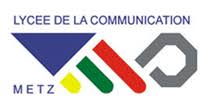 LYCEE DE LA COMMUNICATION
METZ